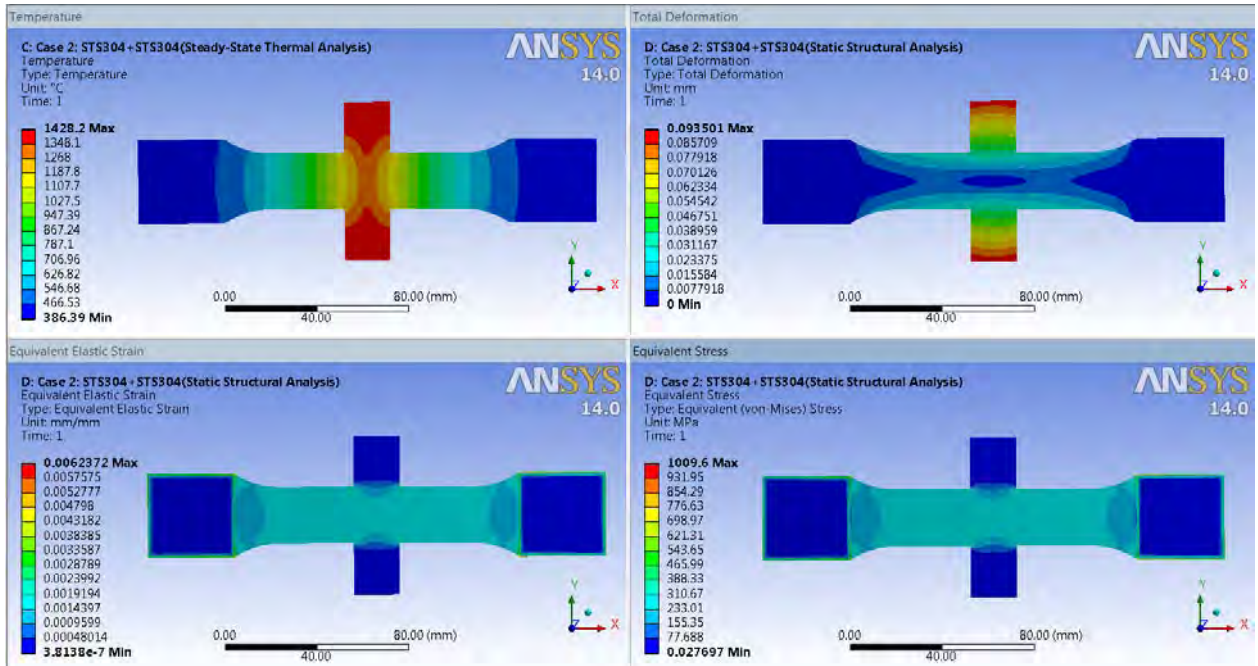 Temperature
C: Case 2: STS304+STS304(Steady-State Thermal Analysis)
Temperature
Type: Temperature
Unit: °C
Time: 1
ANSYS
14.0
1428.2 Max
1348.1
1268
1187.8
1107.7
1027.5
947.39
867.24
787.1
706.96
626.82
546.68
466.53
386.39 Min
0.00
80.00 (mm)
40.00
Y
X
Z
Total Deformation
D: Case 2: STS304+STS304(Static Structural Analysis)
Total Deformation
Type: Total Deformation
Unit: mm
Time: 1
ANSYS
14.0
0.093501 Max
0.085709
0.077918
0.070126
0.062334
0.054542
0.046751
0.038959
0.031167
0.023375
0.015584
0.0077918
0 Min
0.00
80.00 (mm)
40.00
Y
X
Z
Equivalent Elastic Strain
D: Case 2: STS304+STS304(Static Structural Analysis)
Equivalent Elastic Strain
Type: Equivalent Elastic Strain
Unit: mm/mm
Time: 1
ANSYS
14.0
0.0062372 Max
0.0057575
0.0052777
0.004798
0.0043182
0.0038385
0.0033587
0.0028789
0.0023992
0.0019194
0.0014397
0.0009599
0.00048014
3.8138e-7 Min
0.00
80.00 (mm)
40.00
Y
X
Z
Equivalent Stress
D: Case 2: STS304+STS304(Static Structural Analysis)
Equivalent Stress
Type: Equivalent (von-Mises) Stress
Unit: MPa
Time: 1
ANSYS
14.0
1009.6 Max
931.95
854.29
776.63
698.97
621.31
543.65
465.99
388.33
310.67
233.01
155.35
77.688
0.027697 Min
0.00
80.00 (mm)
40.00
Y
X
Z